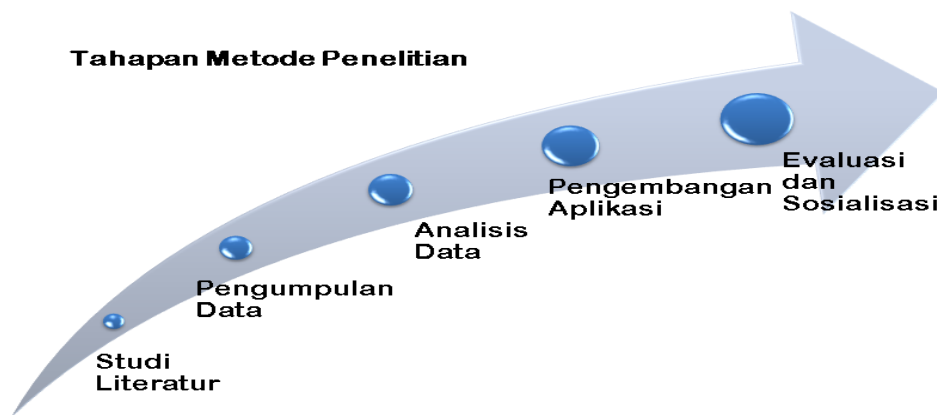 Tahapan Metode Penelitian
Studi
Literatur
Pengumpulan
Data
Analisis
Data
Pengembangan
Aplikasi
Evaluasi
dan
Sosialisasi